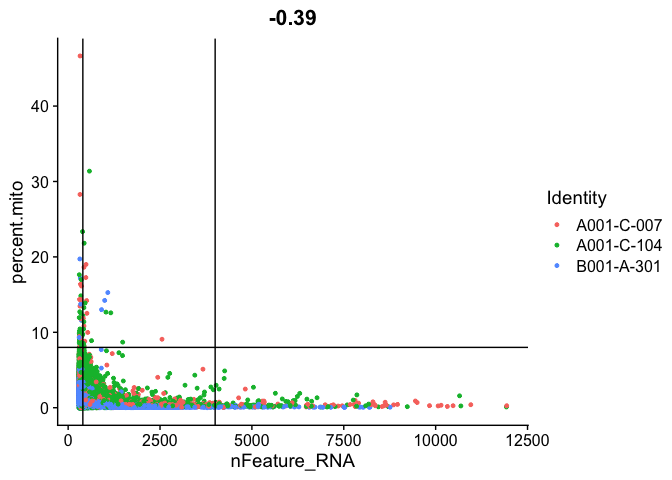 -0.39
percent.mito
40
30
20
10
0
0 2500 5000 7500 10000 12500
nFeature_RNA
Identity
A001-C-007
A001-C-104
B001-A-301